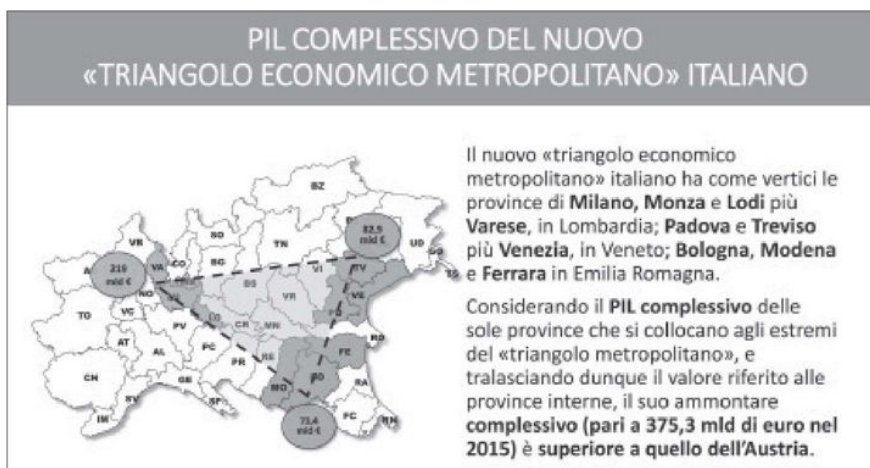 PIL COMPLESSIVO DEL NUOVO
«TRIANGOLO ECONOMICO METROPOLITANO» ITALIANO
Il nuovo «triangolo economico
metropolitano» italiano ha come vertici le
province di Milano, Monza e Lodi più
Varese, in Lombardia; Padova e Treviso
più Venezia, in Veneto; Bologna, Modena
e Ferrara in Emilia Romagna.
Considerando il PIL complessivo delle
sole province che si collocano agli estremi
del «triangolo metropolitano», e
tralasciando dunque il valore riferito alle
province interne, il suo ammontare
complessivo (pari a 375,3 mld di euro nel
2015) è superiore a quello dell'Austria.
BZ
82,9
mld €
SO
TN
UD
VB
219
mld €
VA
CO
BG
VI
TV
GO
NO
BS
VR
VE
TO
VC
LO
CR
MN
PV
RO
AT
AL
PC
PR
RE
FE
CN
GE
MO
BO
RA
SV
SP
IM
73,4
mld €
FC
RN